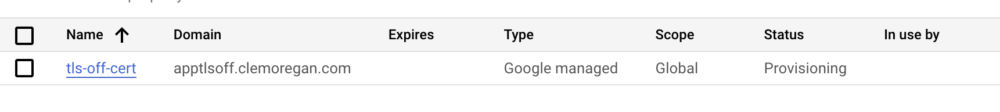 Name Domain Expires Type Scope Status In use by
tls-off-cert apptlsoff.clemoregan.com Google managed Global Provisioning